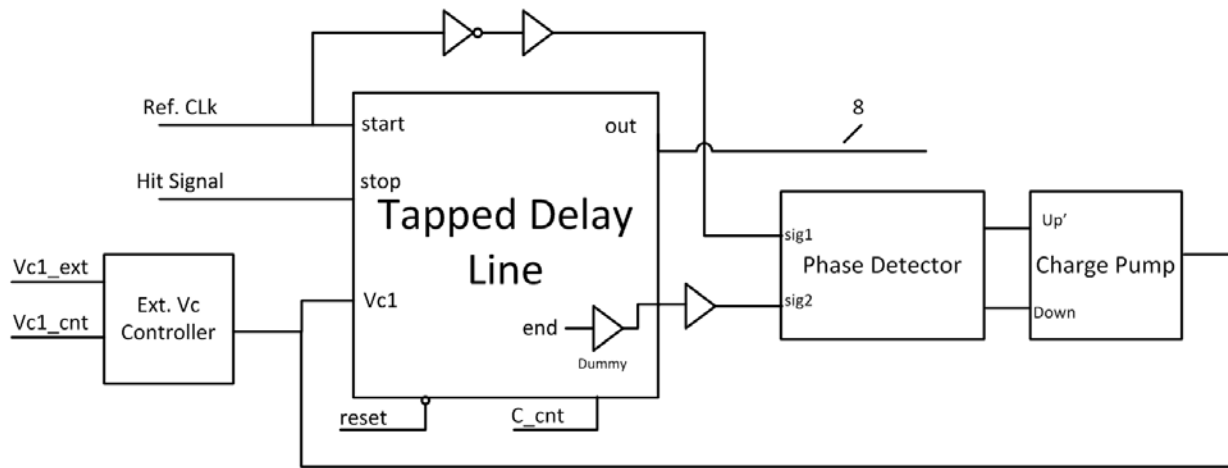 Ref. CLk
start
out
8
Hit Signal
stop
Tapped Delay
Line
sig1
Up'
Phase Detector
Charge Pump
Vc1_ext
Ext. Vc
Controller
Vc1_cnt
Vc1
sig2
Down
end
Dummy
reset
C_cnt